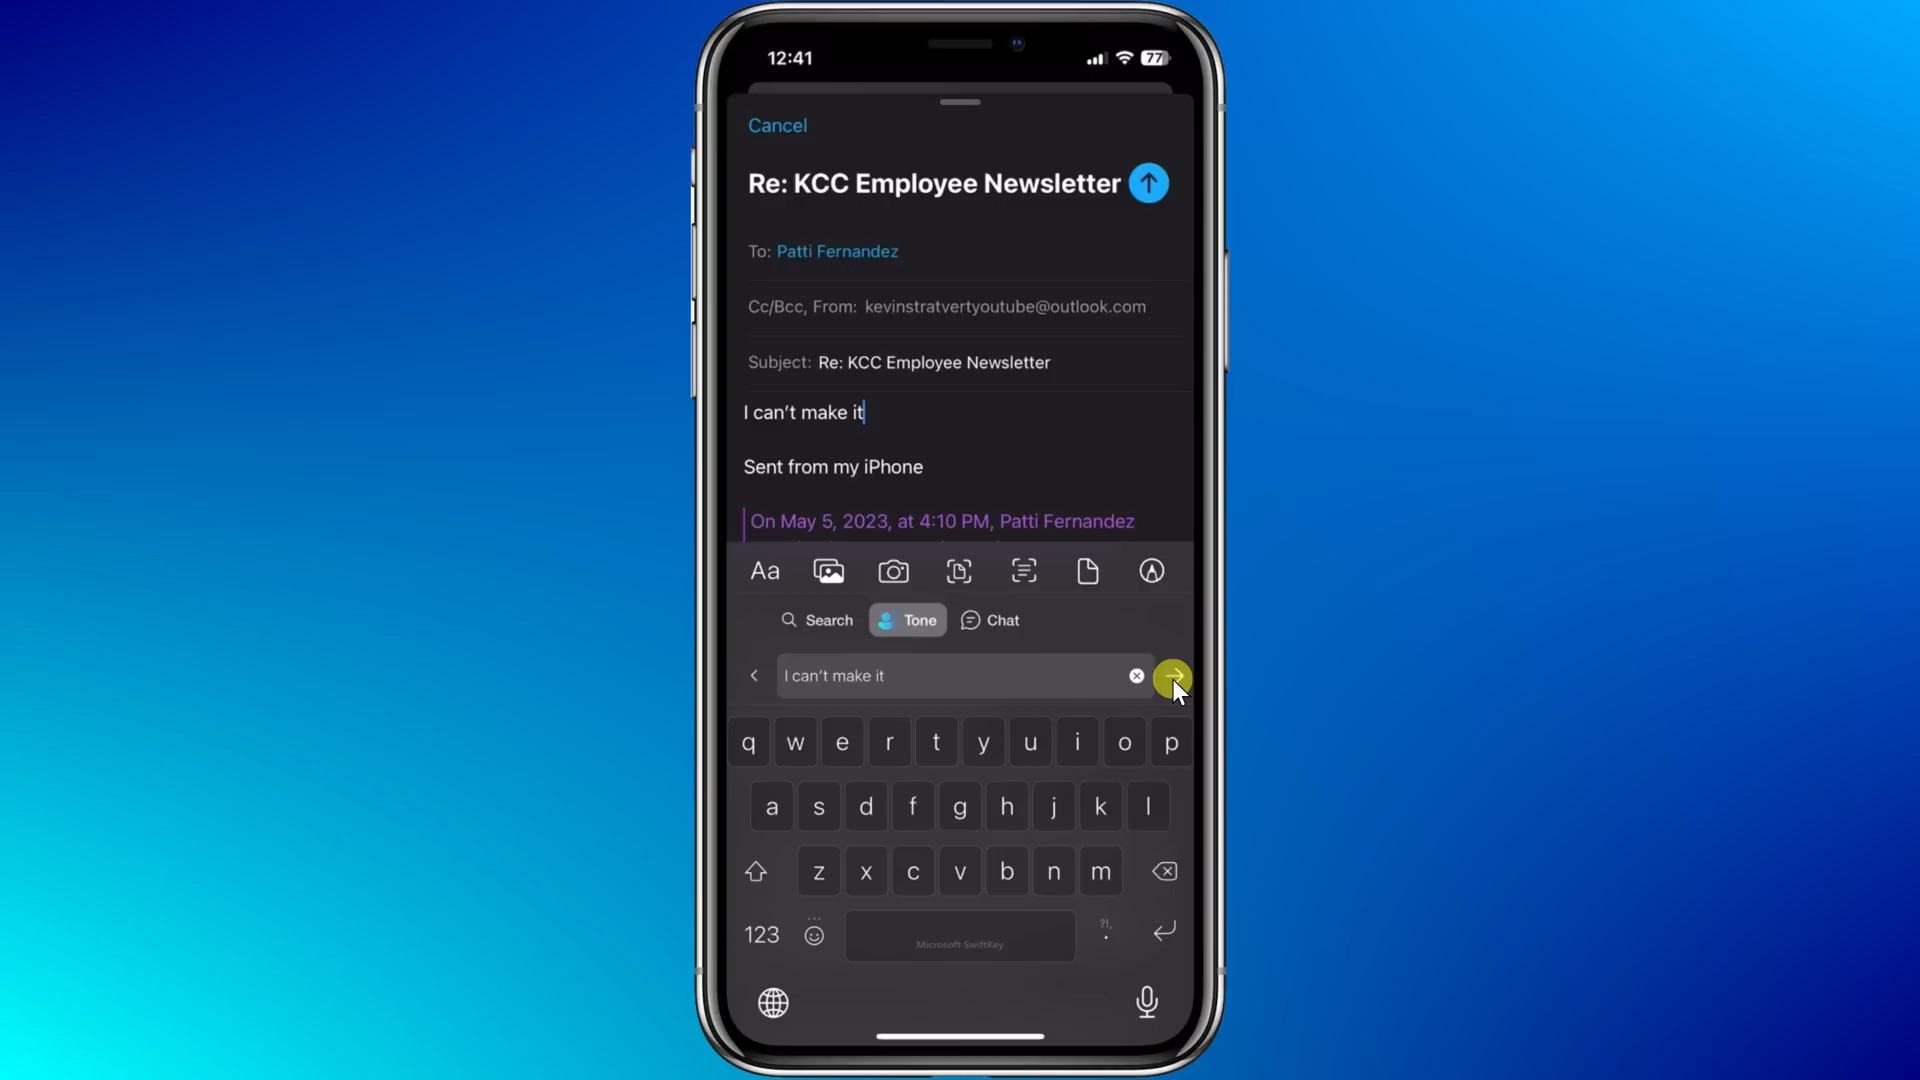 12:41
77
Cancel
Re: KCC Employee Newsletter
To: Patti Fernandez
Cc/Bcc, From: kevinstratvertyoutube@outlook.com
Subject: Re: KCC Employee Newsletter
I can’t make it
Sent from my iPhone
On May 5, 2023, at 4:10 PM, Patti Fernandez
Aa
Search Tone Chat
I can’t make it
q w e r t y u i o p
a s d f g h j k l
z x c v b n m
123 Microsoft SwiftKey ?!, .